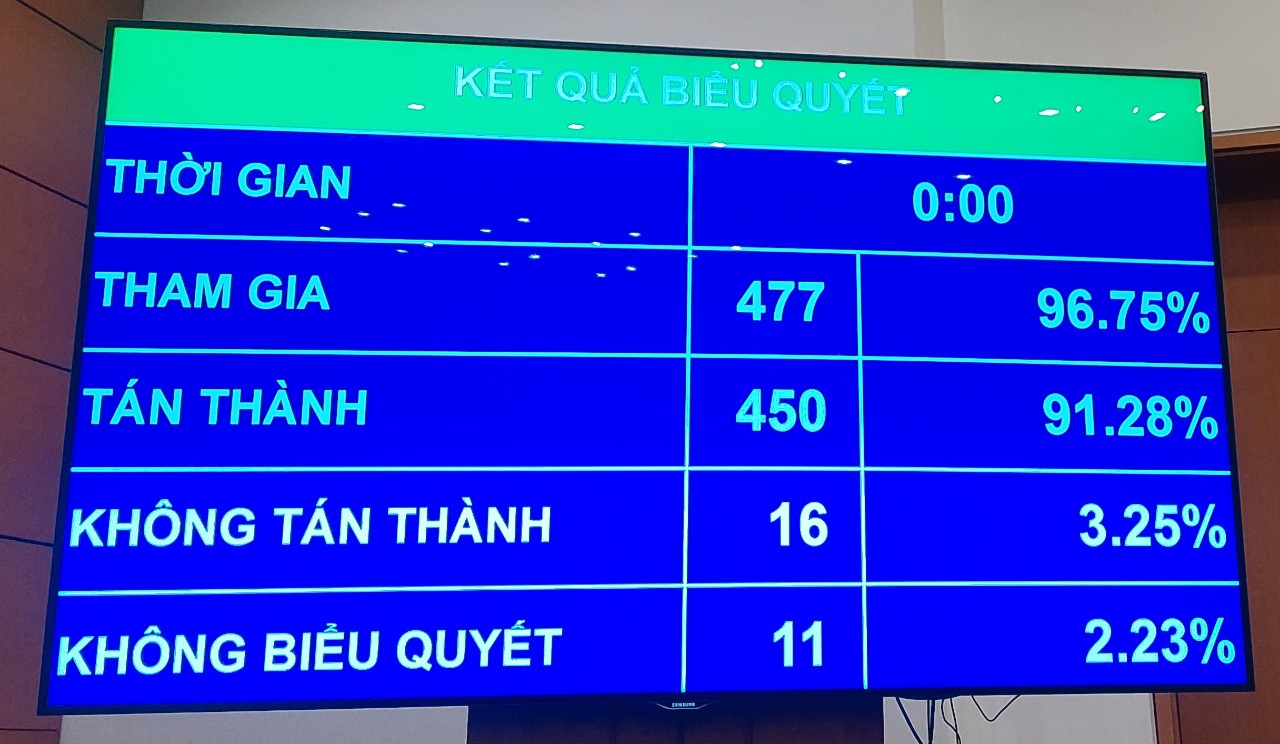 KẾT QUẢ BIỂU QUYẾT
THỜI GIAN 0:00
THAM GIA 477 96.75%
TÁN THÀNH 450 91.28%
KHÔNG TÁN THÀNH 16 3.25%
KHÔNG BIỂU QUYẾT 11 2.23%
SAMSUNG